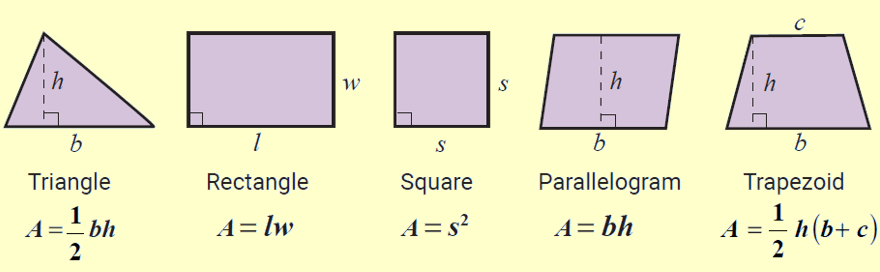 c
h
w
s
h
h
b
l
s
b
b
Triangle
Rectangle
Square
Parallelogram
Trapezoid
A = 1/2 bh
A = lw
A = s²
A = bh
A = 1/2 h(b + c)